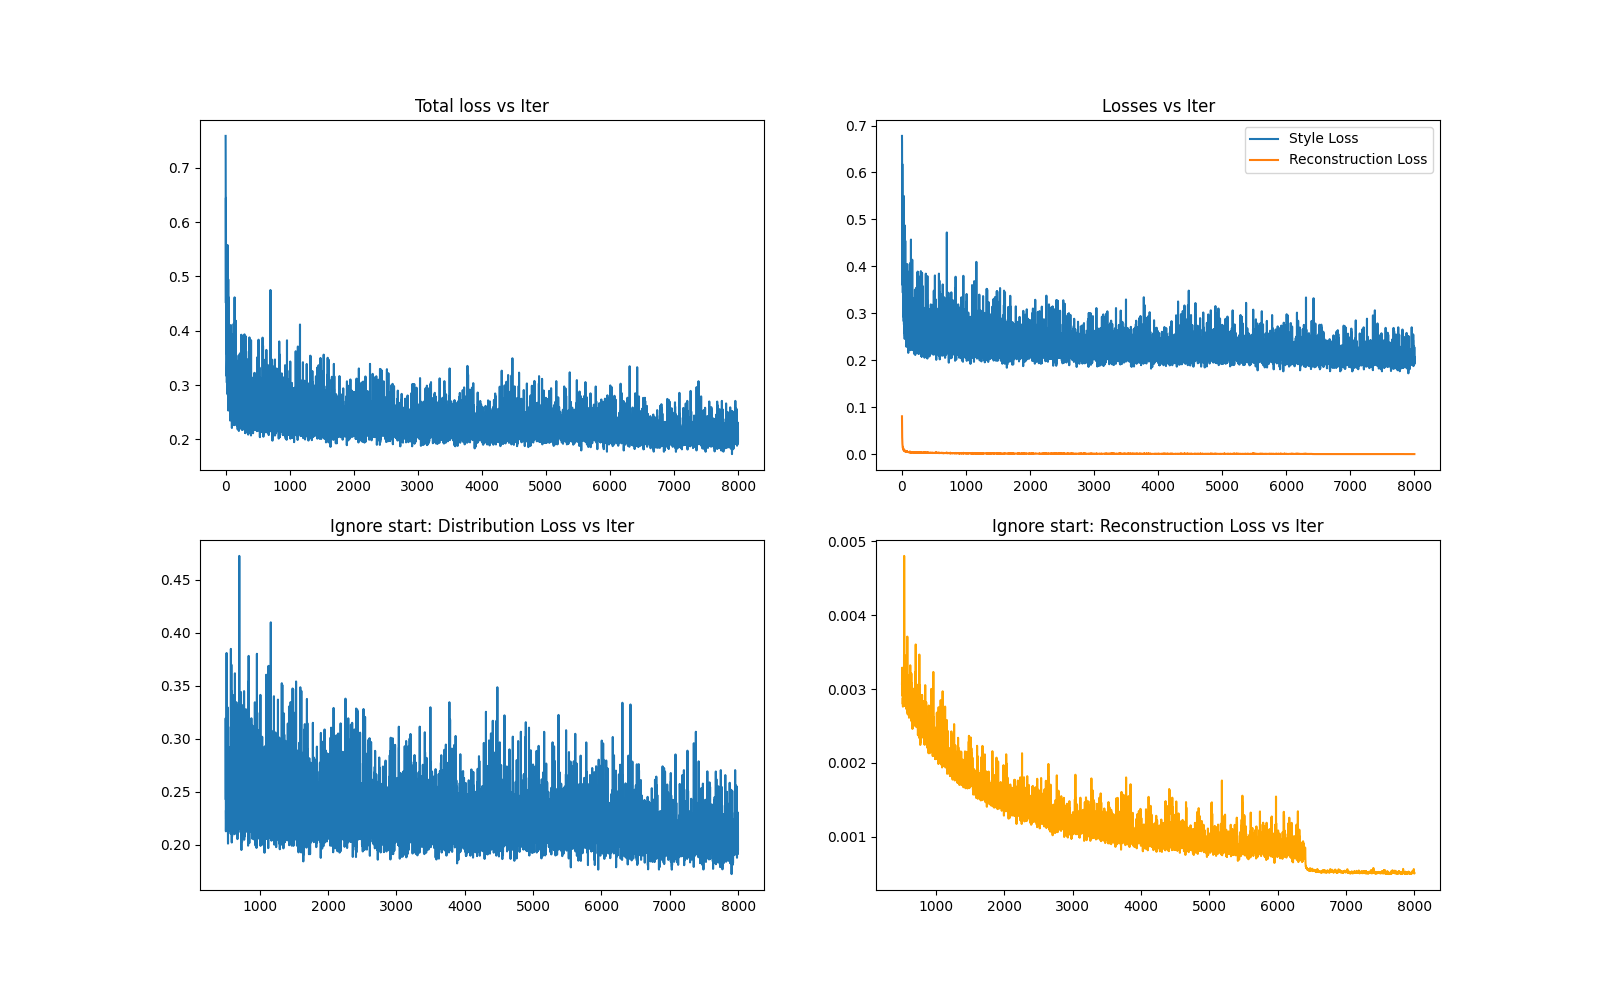 Total loss vs Iter
0.7
0.6
0.5
0.4
0.3
0.2
0 1000 2000 3000 4000 5000 6000 7000 8000
Losses vs Iter
Style Loss
Reconstruction Loss
0.7
0.6
0.5
0.4
0.3
0.2
0.1
0.0
0 1000 2000 3000 4000 5000 6000 7000 8000
Ignore start: Distribution Loss vs Iter
0.45
0.40
0.35
0.30
0.25
0.20
1000 2000 3000 4000 5000 6000 7000 8000
Ignore start: Reconstruction Loss vs Iter
0.005
0.004
0.003
0.002
0.001
1000 2000 3000 4000 5000 6000 7000 8000